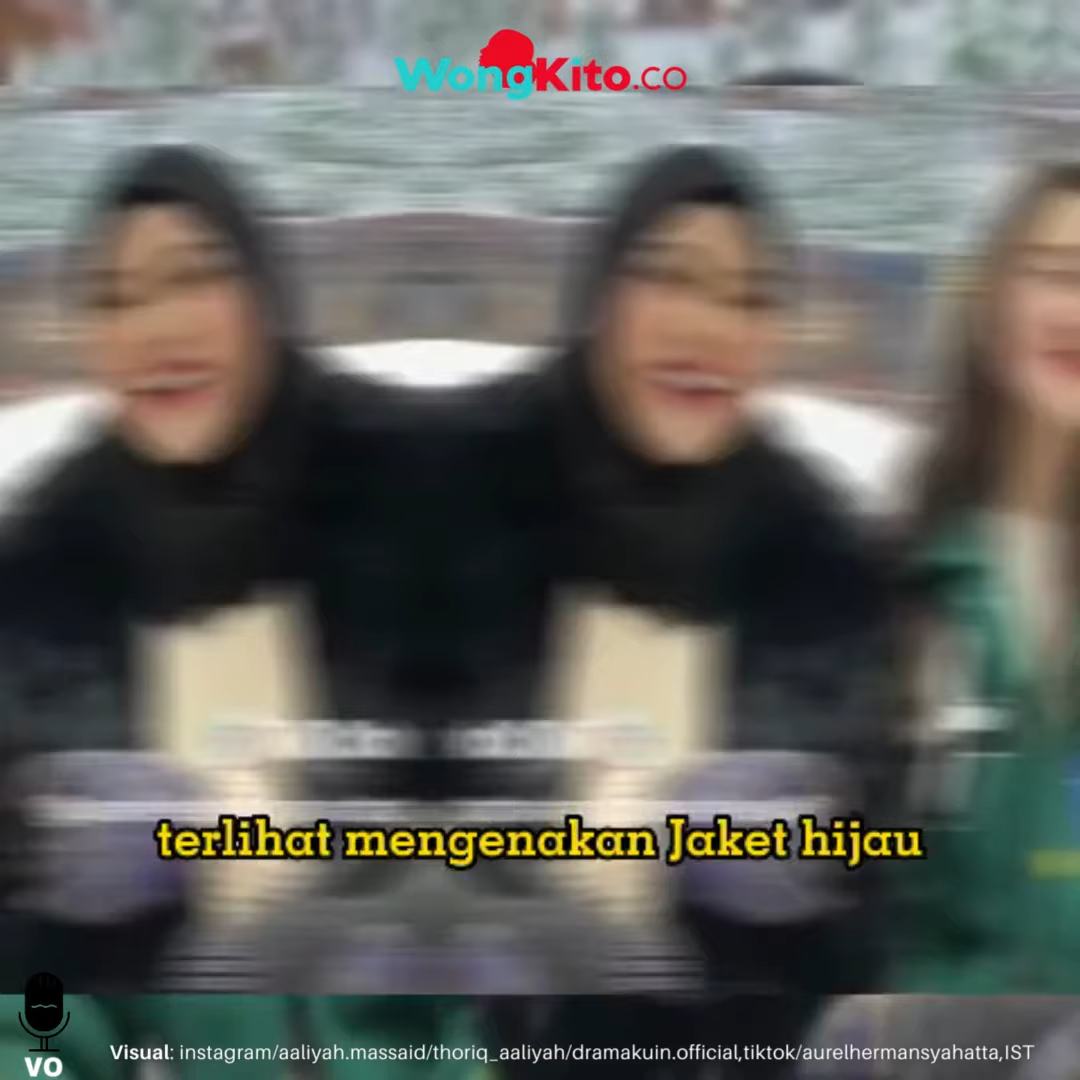 WongKito.co
terlihat mengenakan Jaket hijau
VO
Visual: instagram/aaliyah.massaid/thoriq_aaliyah/dramakuin.official,tiktok/aurelhermansyahatta,IST